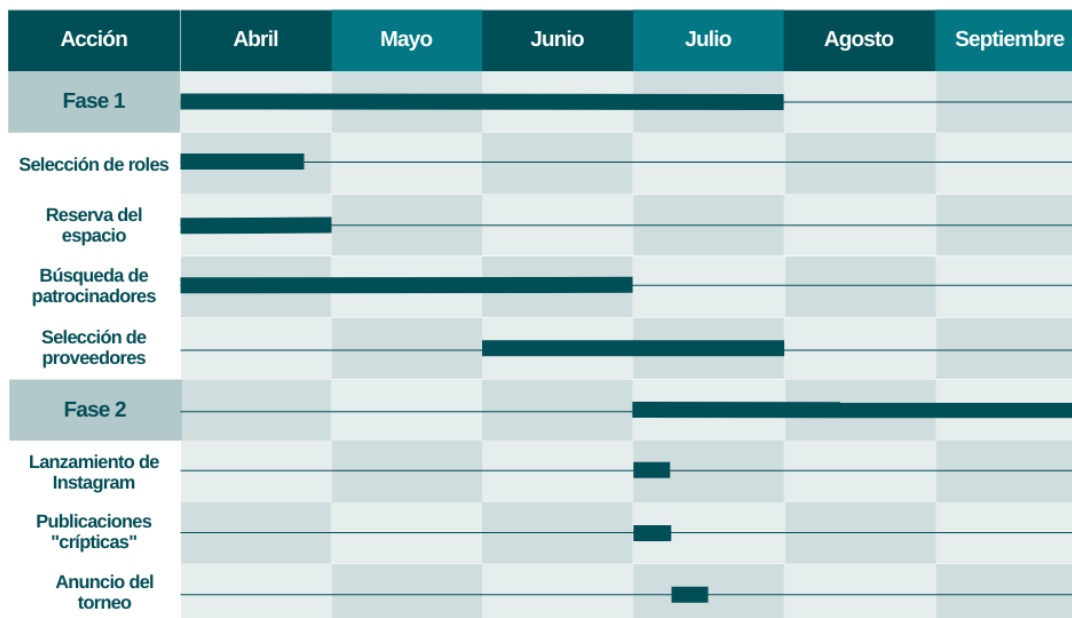 Acción Abril Mayo Junio Julio Agosto Septiembre
Fase 1
Selección de roles
Reserva del
espacio
Búsqueda de
patrocinadores
Selección de
proveedores
Fase 2
Lanzamiento de
Instagram
Publicaciones
"crípticas"
Anuncio del
torneo